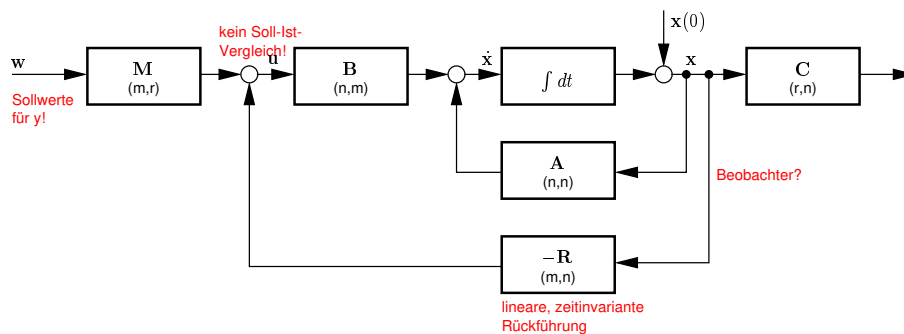 kein Soll-Ist-
Vergleich!
x(0)
w
M
(m,r)
u
B
(n,m)
ẋ
∫ dt
x
C
(r,n)
Sollwerte
für y!
A
(n,n)
Beobachter?
−R
(m,n)
lineare, zeitinvariante
Rückführung